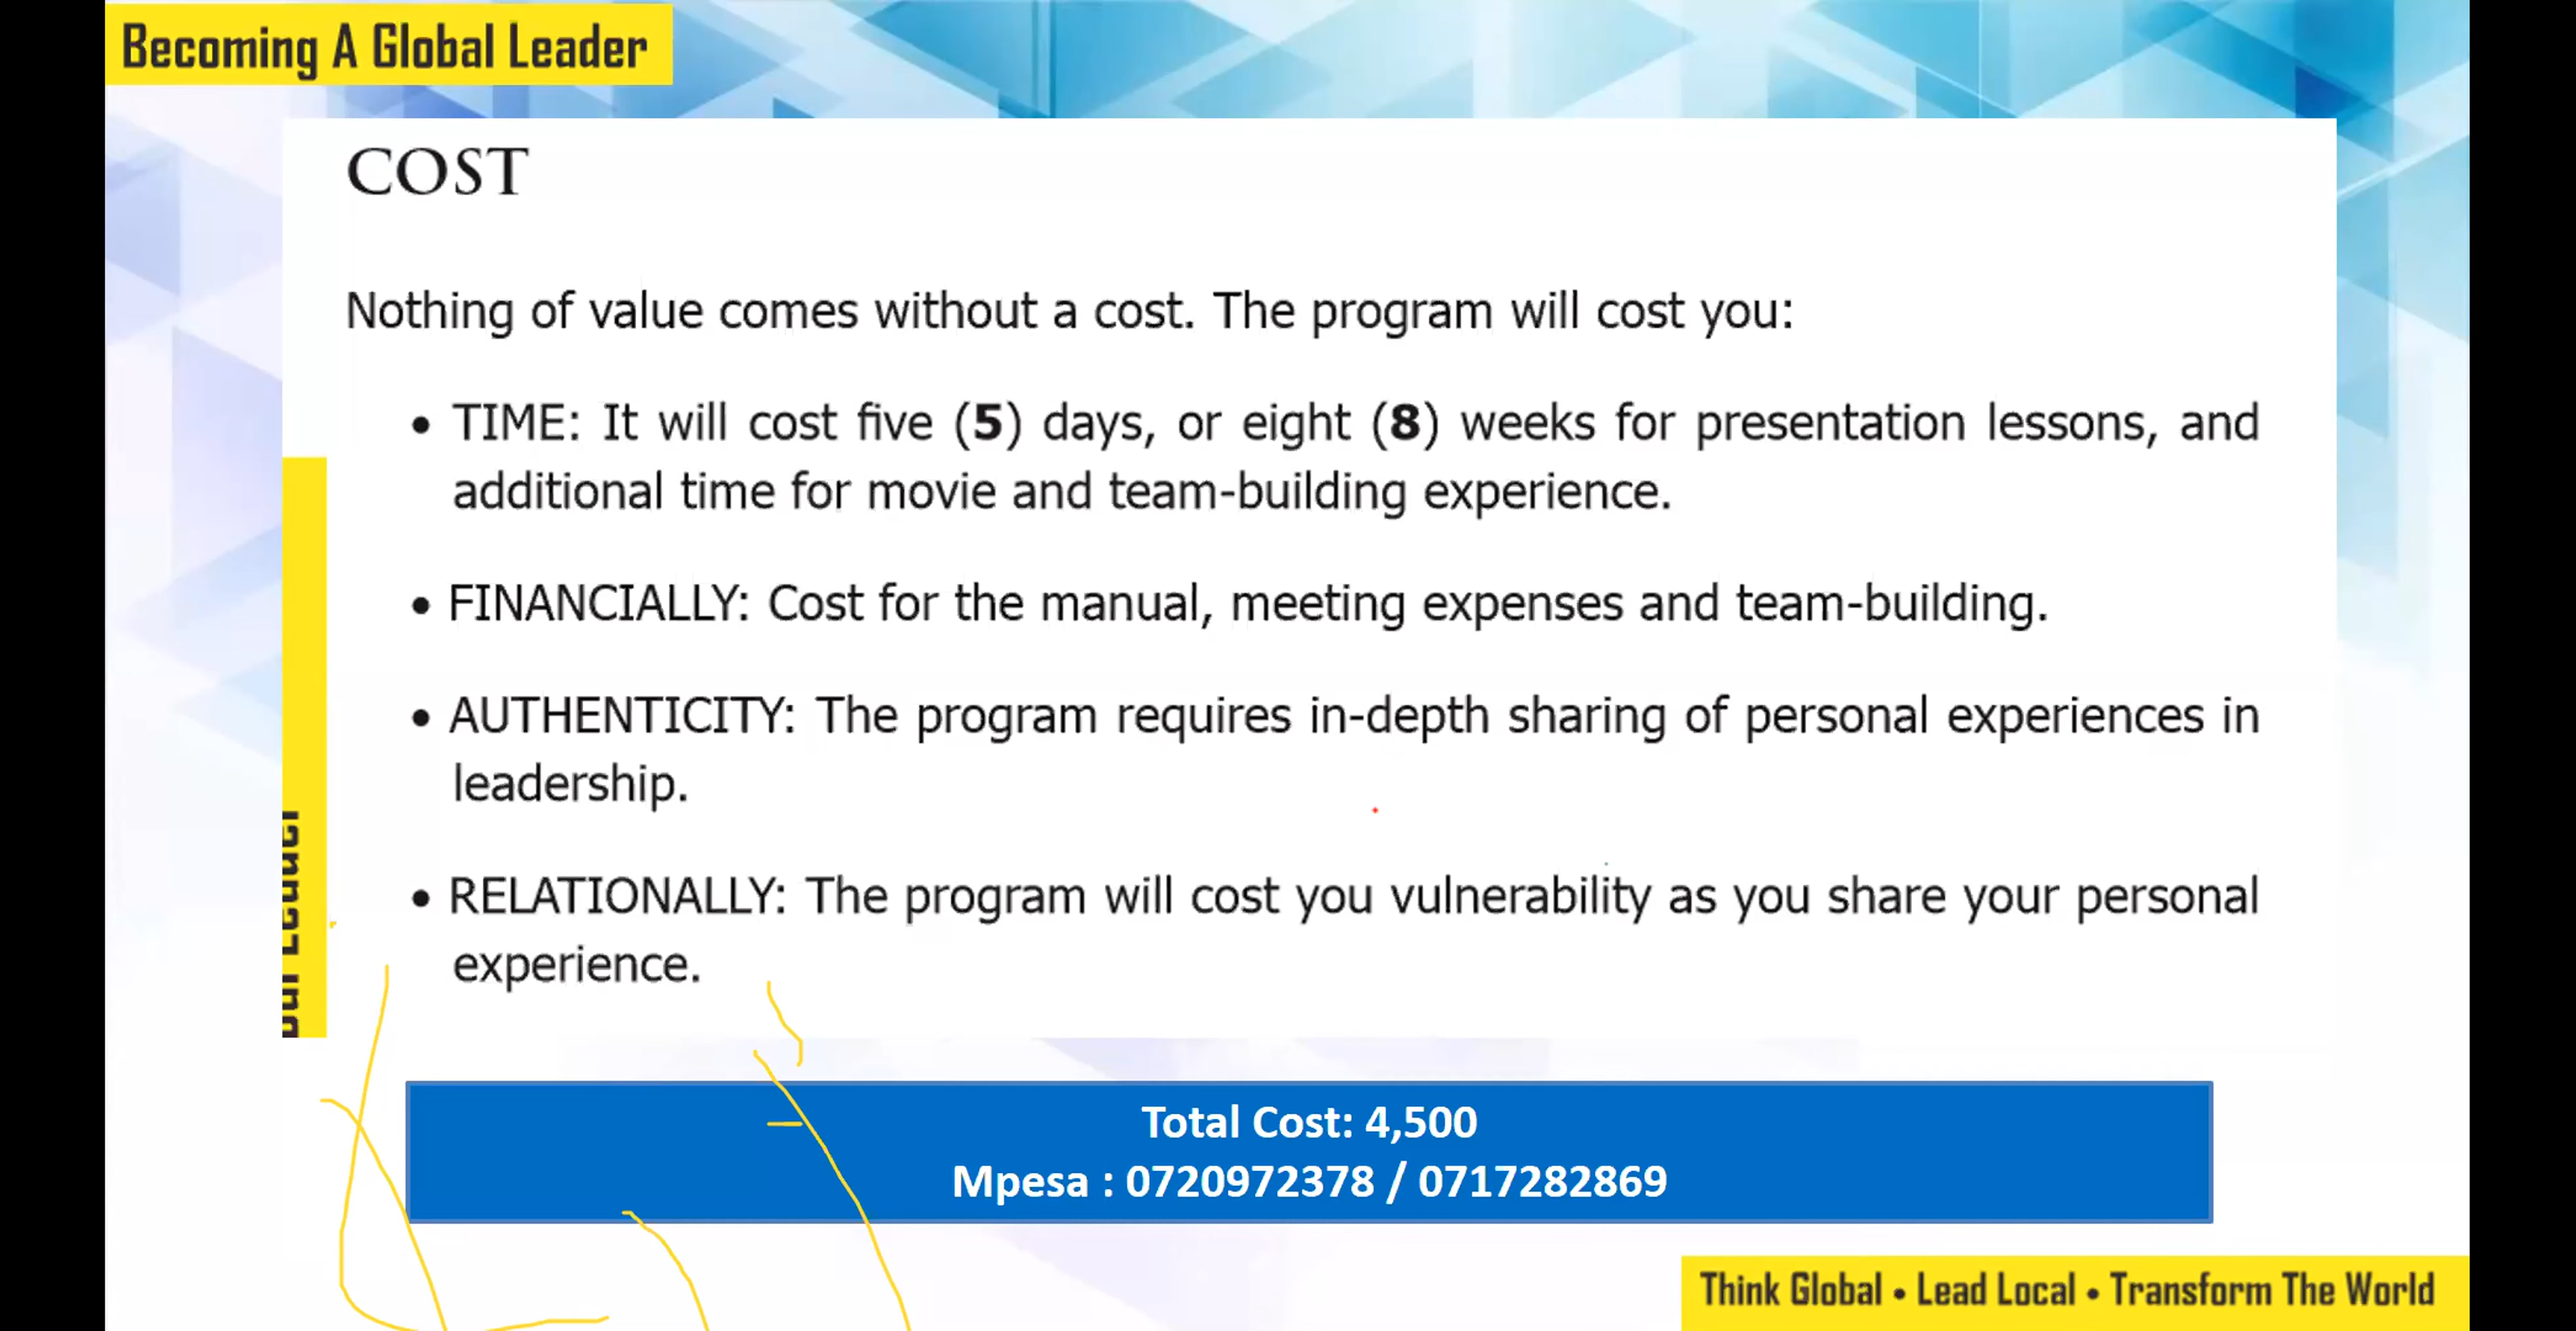 Becoming A Global Leader
COST
Nothing of value comes without a cost. The program will cost you:
• TIME: It will cost five (5) days, or eight (8) weeks for presentation lessons, and
additional time for movie and team-building experience.
• FINANCIALLY: Cost for the manual, meeting expenses and team-building.
• AUTHENTICITY: The program requires in-depth sharing of personal experiences in
leadership.
• RELATIONALLY: The program will cost you vulnerability as you share your personal
experience.
Total Cost: 4,500
Mpesa : 0720972378 / 0717282869
Think Global • Lead Local • Transform The World